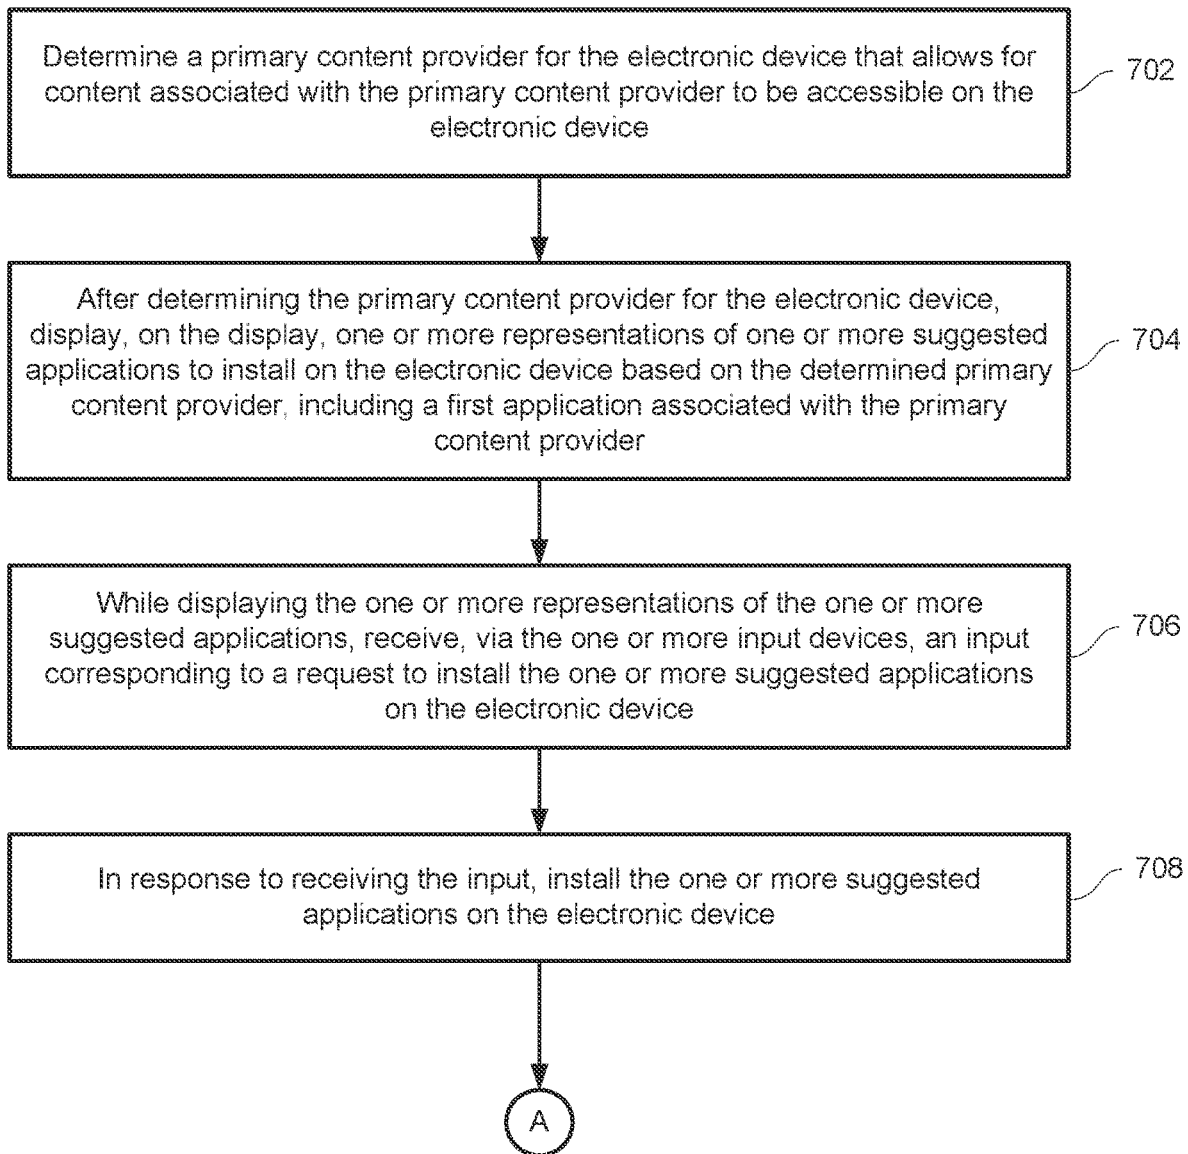 Determine a primary content provider for the electronic device that allows for
content associated with the primary content provider to be accessible on the
electronic device
702
After determining the primary content provider for the electronic device,
display, on the display, one or more representations of one or more suggested
applications to install on the electronic device based on the determined primary
content provider, including a first application associated with the primary
content provider
704
While displaying the one or more representations of the one or more
suggested applications, receive, via the one or more input devices, an input
corresponding to a request to install the one or more suggested applications
on the electronic device
706
In response to receiving the input, install the one or more suggested
applications on the electronic device
708
A